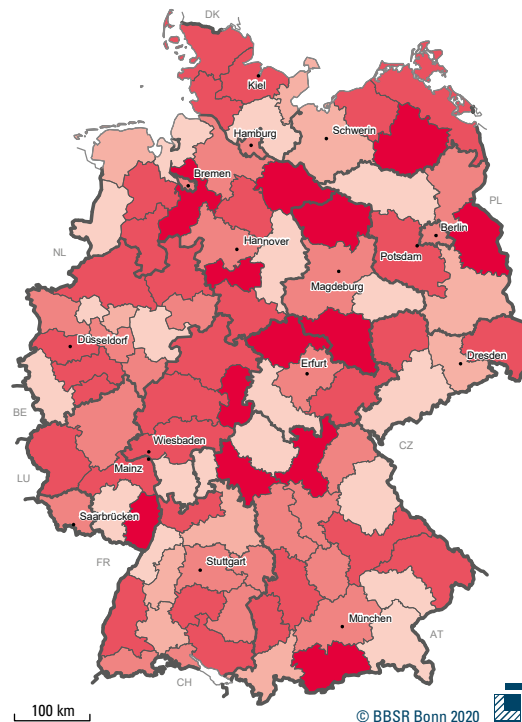 DK
Kiel
Hamburg
Schwerin
Bremen
PL
Berlin
NL
Hannover
Potsdam
Magdeburg
Düsseldorf
Erfurt
Dresden
BE
Wiesbaden
CZ
LU
Mainz
Saarbrücken
FR
Stuttgart
München
AT
CH
100 km
© BBSR Bonn 2020